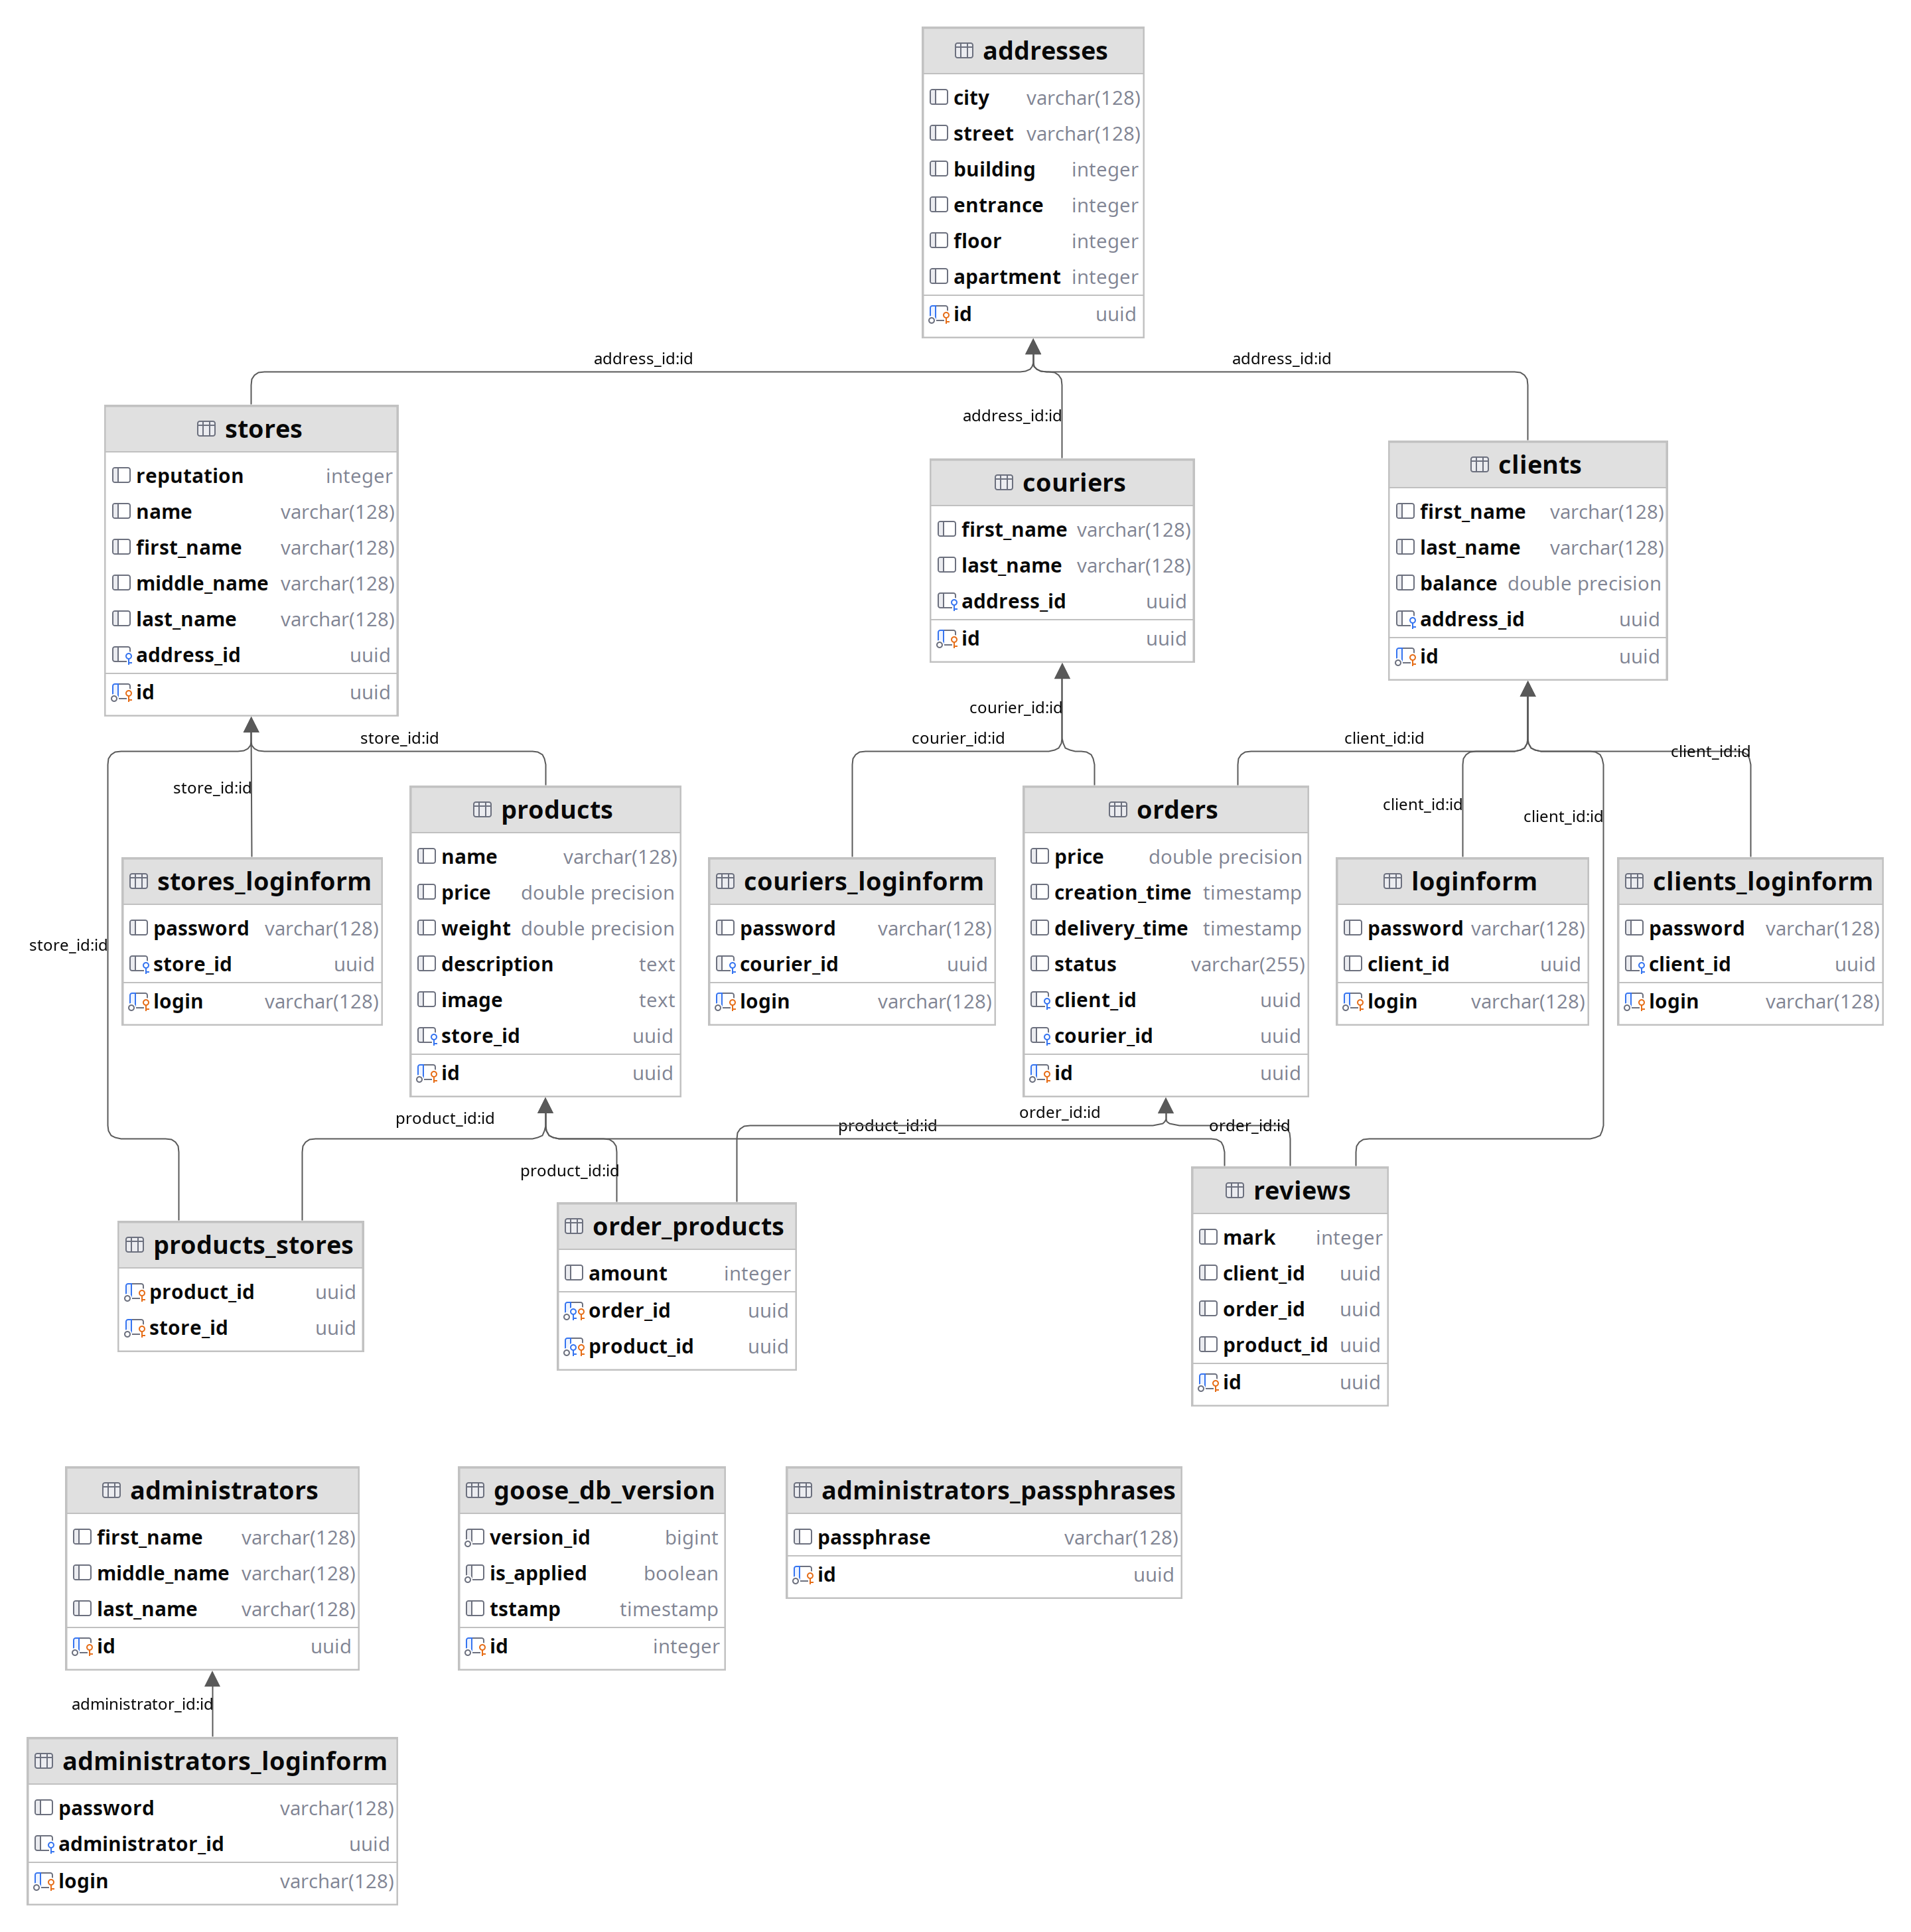 addresses
city varchar(128)
street varchar(128)
building integer
entrance integer
floor integer
apartment integer
id uuid
address_id:id
address_id:id
address_id:id
stores
reputation integer
name varchar(128)
first_name varchar(128)
middle_name varchar(128)
last_name varchar(128)
address_id uuid
id uuid
couriers
first_name varchar(128)
last_name varchar(128)
address_id uuid
id uuid
clients
first_name varchar(128)
last_name varchar(128)
balance double precision
address_id uuid
id uuid
store_id:id
store_id:id
store_id:id
courier_id:id
courier_id:id
client_id:id
client_id:id
client_id:id
client_id:id
stores_loginform
password varchar(128)
store_id uuid
login varchar(128)
products
name varchar(128)
price double precision
weight double precision
description text
image text
store_id uuid
id uuid
couriers_loginform
password varchar(128)
courier_id uuid
login varchar(128)
orders
price double precision
creation_time timestamp
delivery_time timestamp
status varchar(255)
client_id uuid
courier_id uuid
id uuid
loginform
password varchar(128)
client_id uuid
login varchar(128)
clients_loginform
password varchar(128)
client_id uuid
login varchar(128)
product_id:id
product_id:id
product_id:id
order_id:id
order_id:id
products_stores
product_id uuid
store_id uuid
order_products
amount integer
order_id uuid
product_id uuid
reviews
mark integer
client_id uuid
order_id uuid
product_id uuid
id uuid
administrators
first_name varchar(128)
middle_name varchar(128)
last_name varchar(128)
id uuid
goose_db_version
version_id bigint
is_applied boolean
tstamp timestamp
id integer
administrators_passphrases
passphrase varchar(128)
id uuid
administrator_id:id
administrators_loginform
password varchar(128)
administrator_id uuid
login varchar(128)